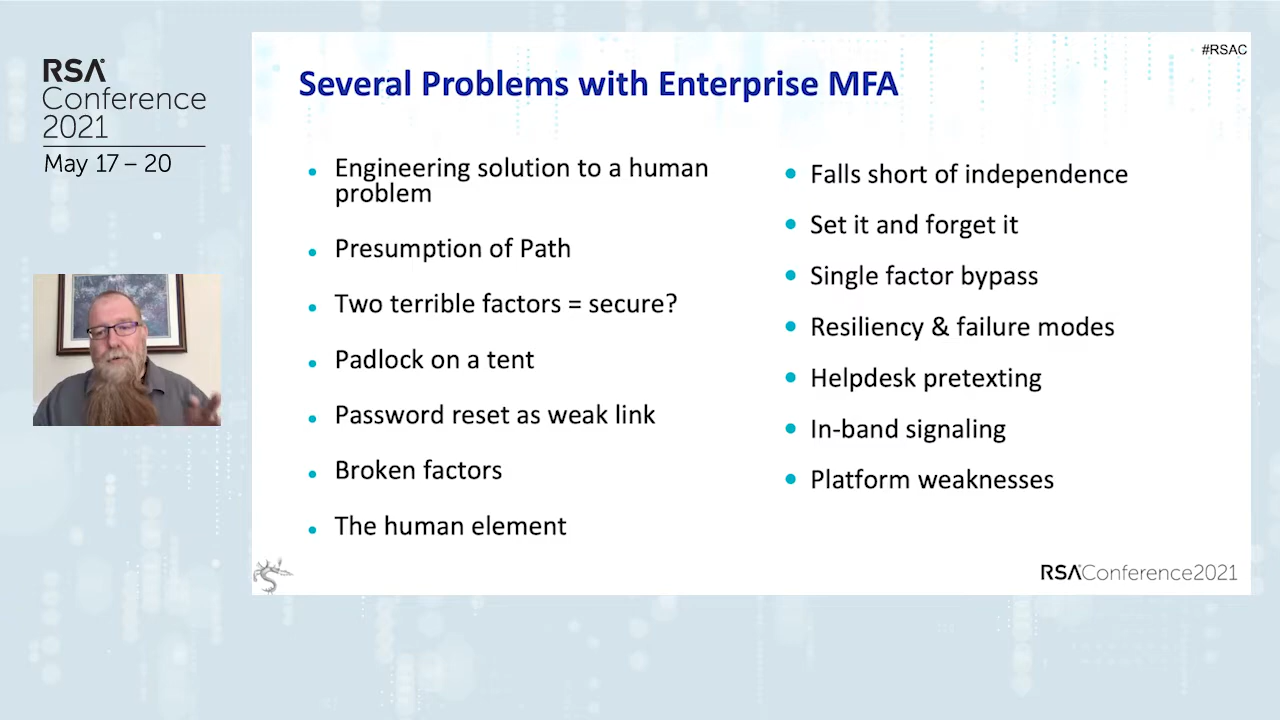 RSA
Conference
2021
May 17 – 20
#RSAC
Several Problems with Enterprise MFA
Engineering solution to a human
problem
Presumption of Path
Two terrible factors = secure?
Padlock on a tent
Password reset as weak link
Broken factors
The human element
Falls short of independence
Set it and forget it
Single factor bypass
Resiliency & failure modes
Helpdesk pretexting
In-band signaling
Platform weaknesses
RSAConference2021